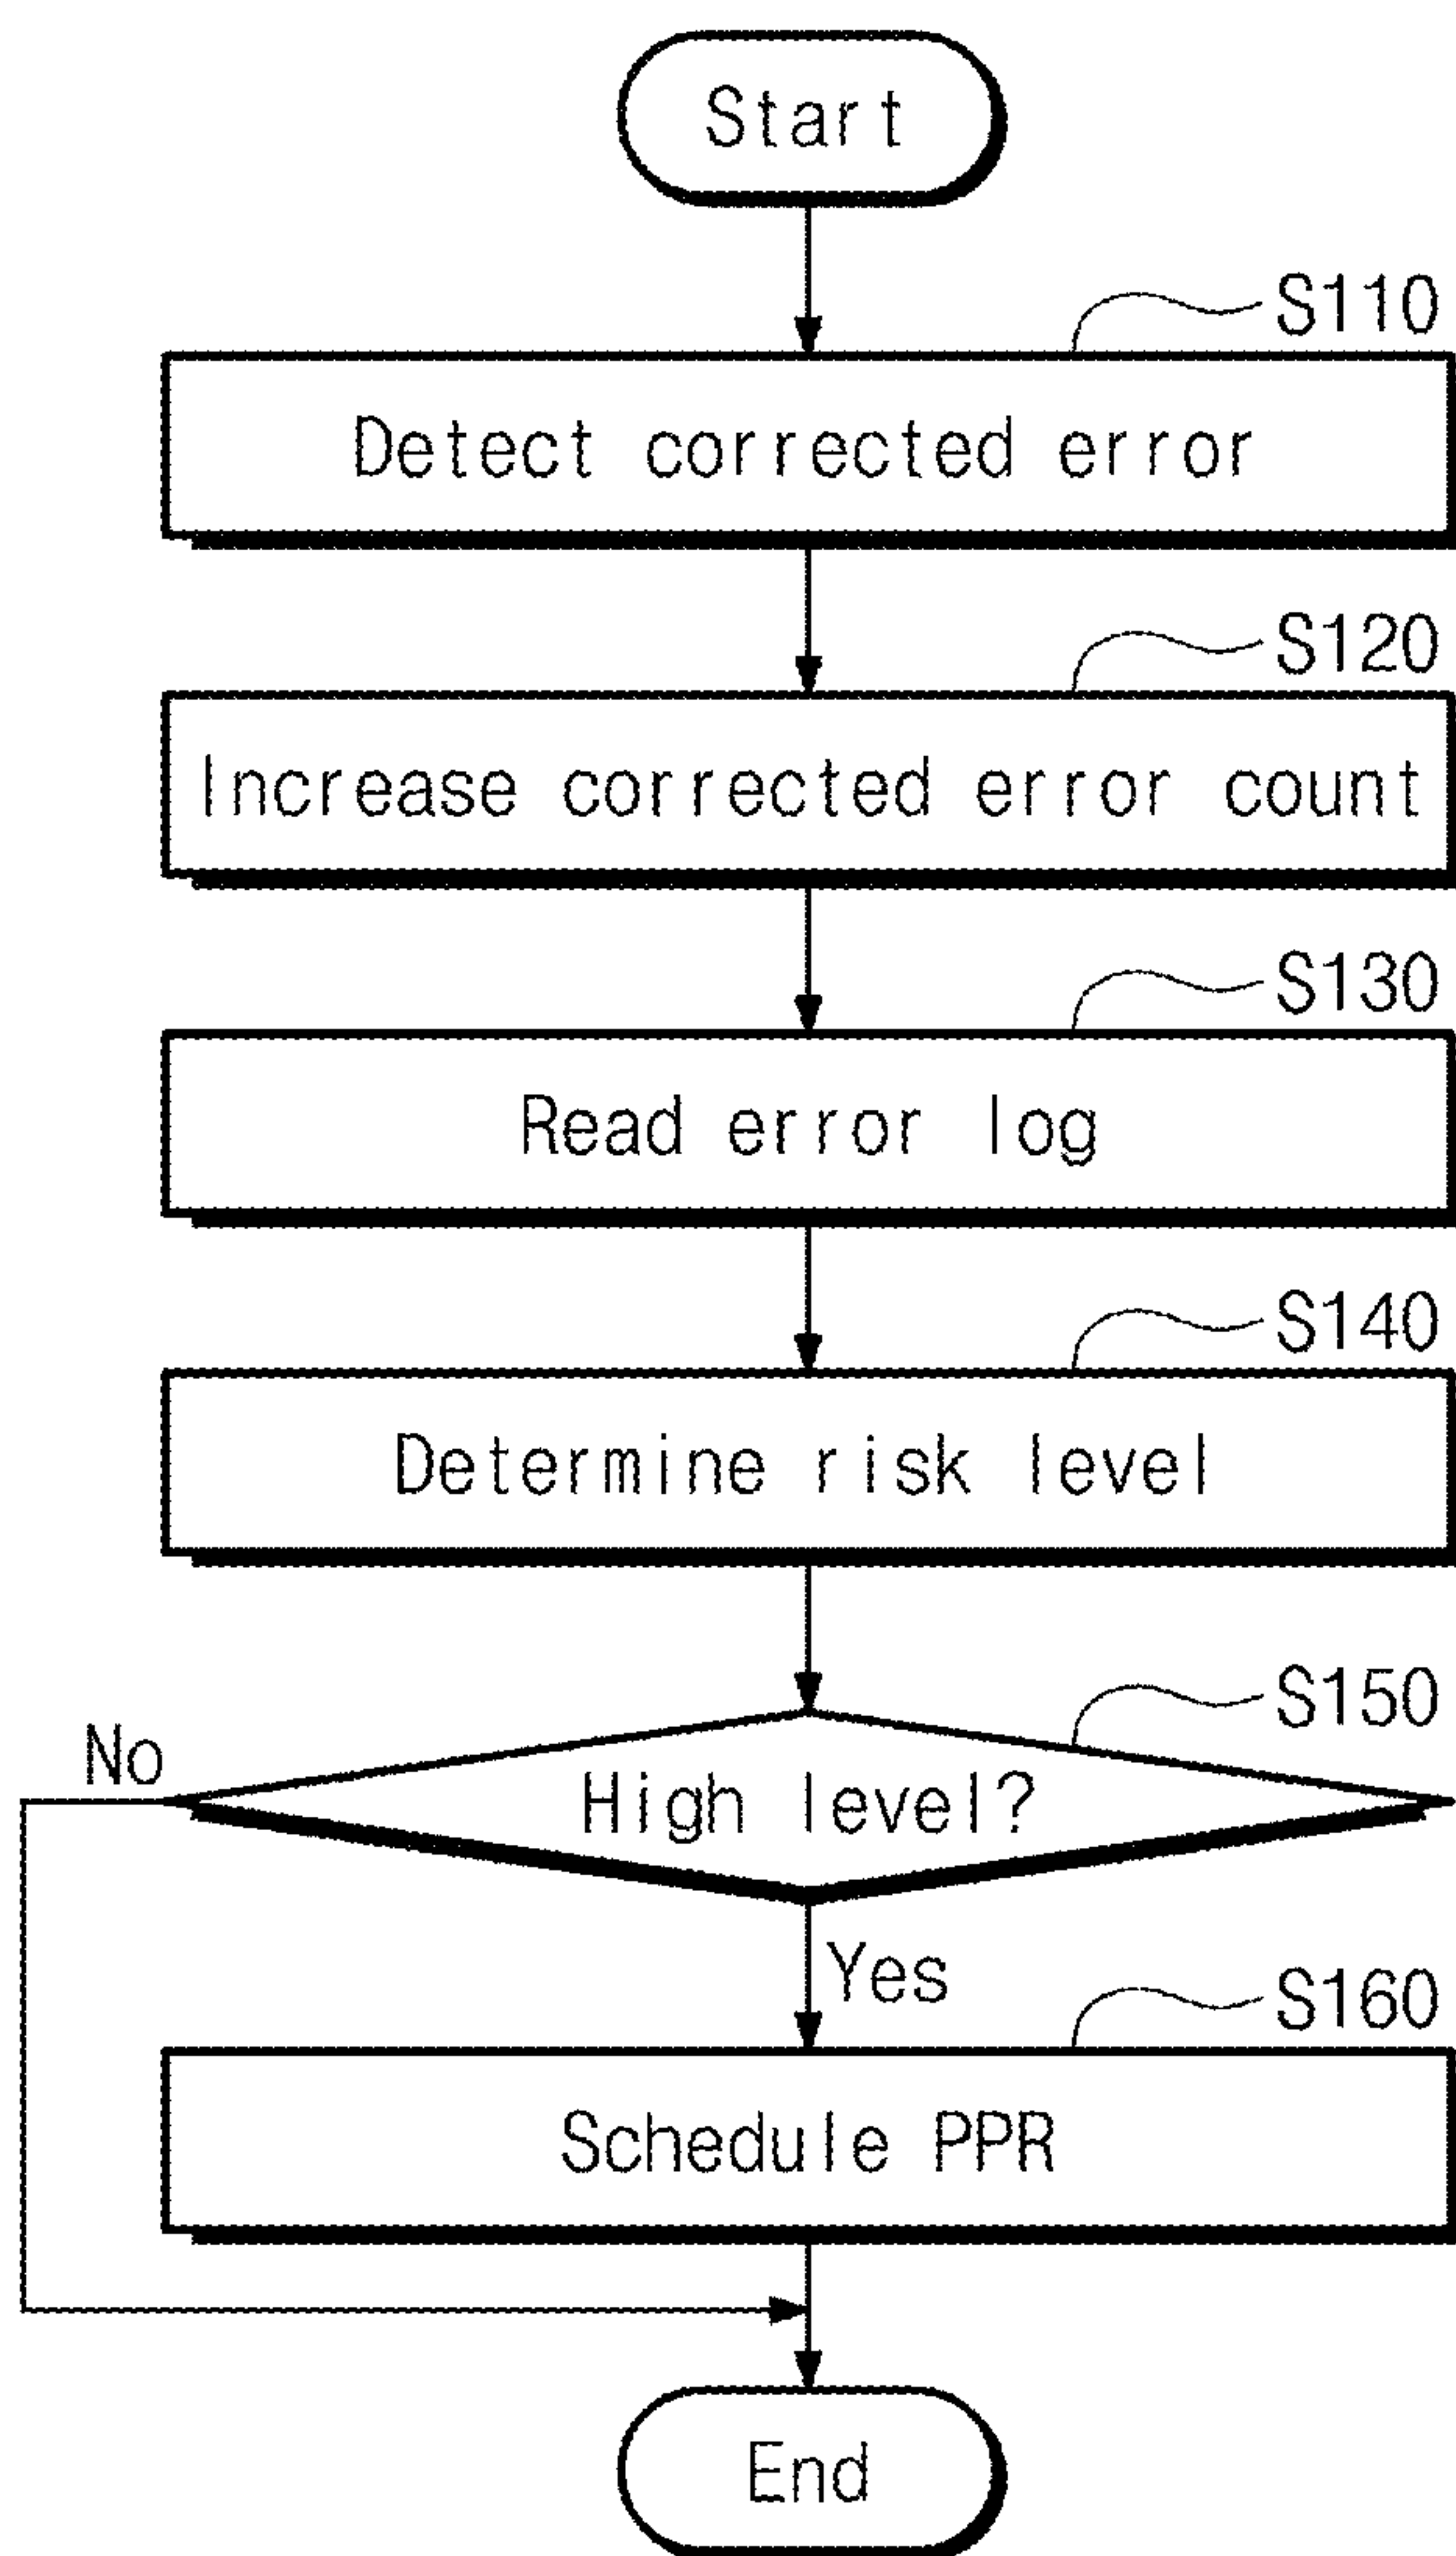 Start
S110
Detect corrected error
S120
Increase corrected error count
S130
Read error log
S140
Determine risk level
S150
No
High level?
Yes
S160
Schedule PPR
End